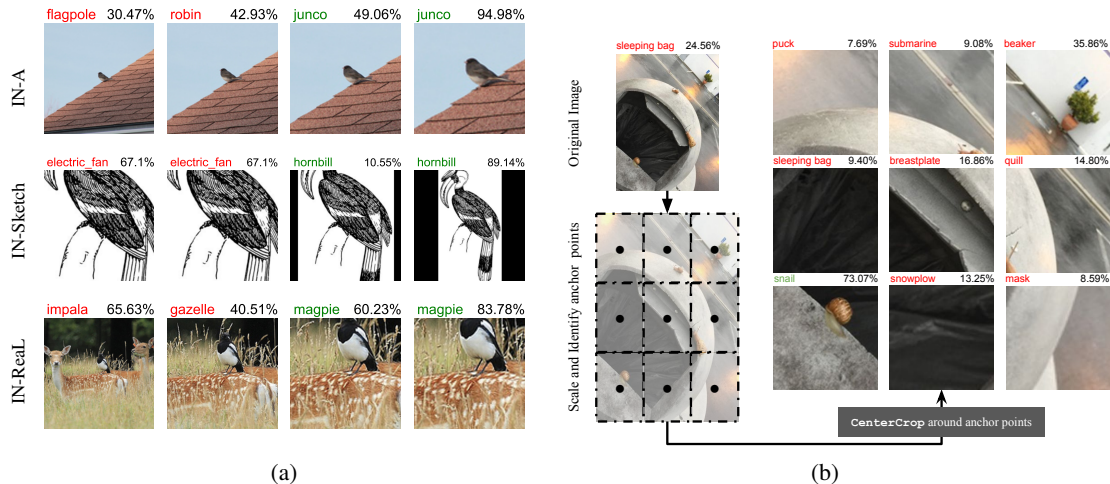 flagpole 30.47% robin 42.93% junco 49.06% junco 94.98%
IN-A
electric_fan 67.1% electric_fan 67.1% hornbill 10.55% hornbill 89.14%
IN-Sketch
impala 65.63% gazelle 40.51% magpie 60.23% magpie 83.78%
IN-ReaL
(a)
sleeping bag 24.56%
Original Image
Scale and Identify anchor points
puck 7.69% submarine 9.08% beaker 35.86%
sleeping bag 9.40% breastplate 16.86% quill 14.80%
snail 73.07% snowplow 13.25% mask 8.59%
CenterCrop around anchor points
(b)